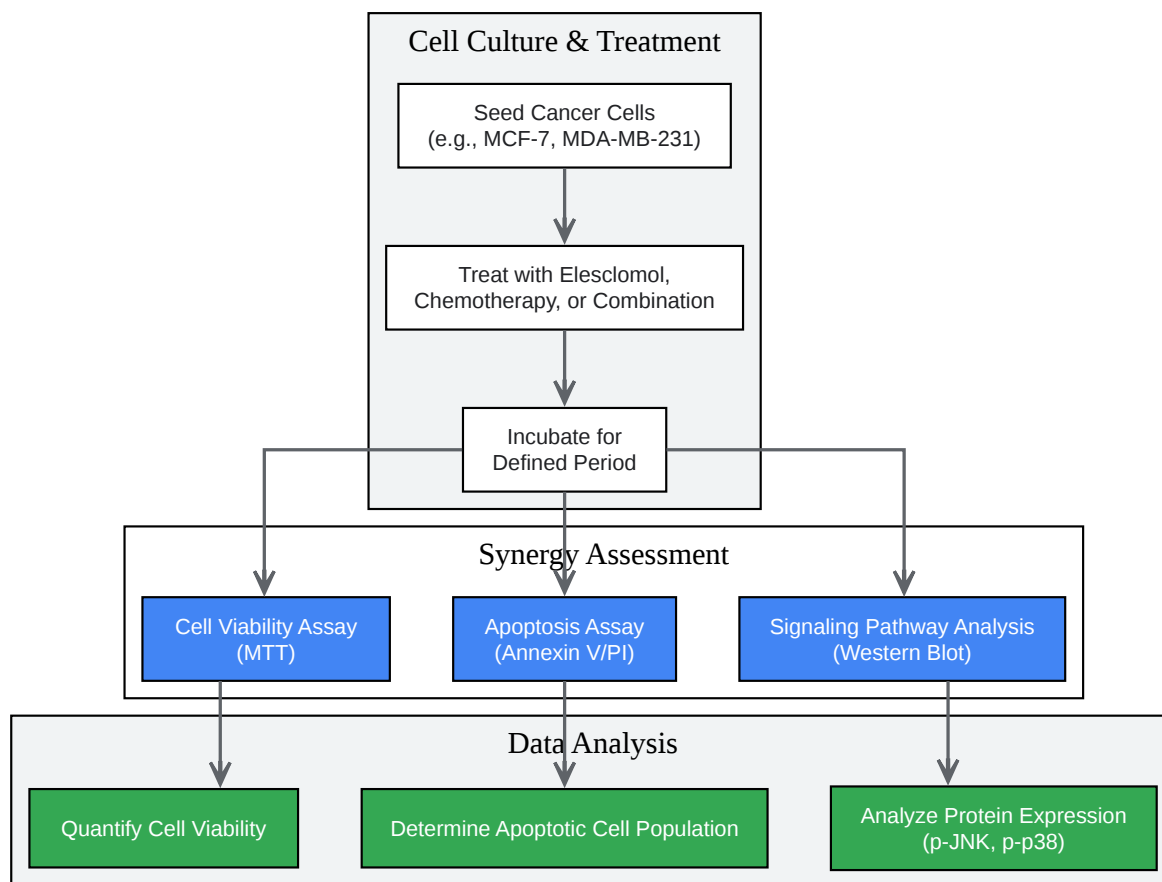 Cell Culture & Treatment
Seed Cancer Cells
(e.g., MCF-7, MDA-MB-231)
Treat with Elesclomol,
Chemotherapy, or Combination
Incubate for
Defined Period
Synergy Assessment
Cell Viability Assay
(MTT)
Apoptosis Assay
(Annexin V/PI)
Signaling Pathway Analysis
(Western Blot)
Data Analysis
Quantify Cell Viability
Determine Apoptotic Cell Population
Analyze Protein Expression
(p-JNK, p-p38)